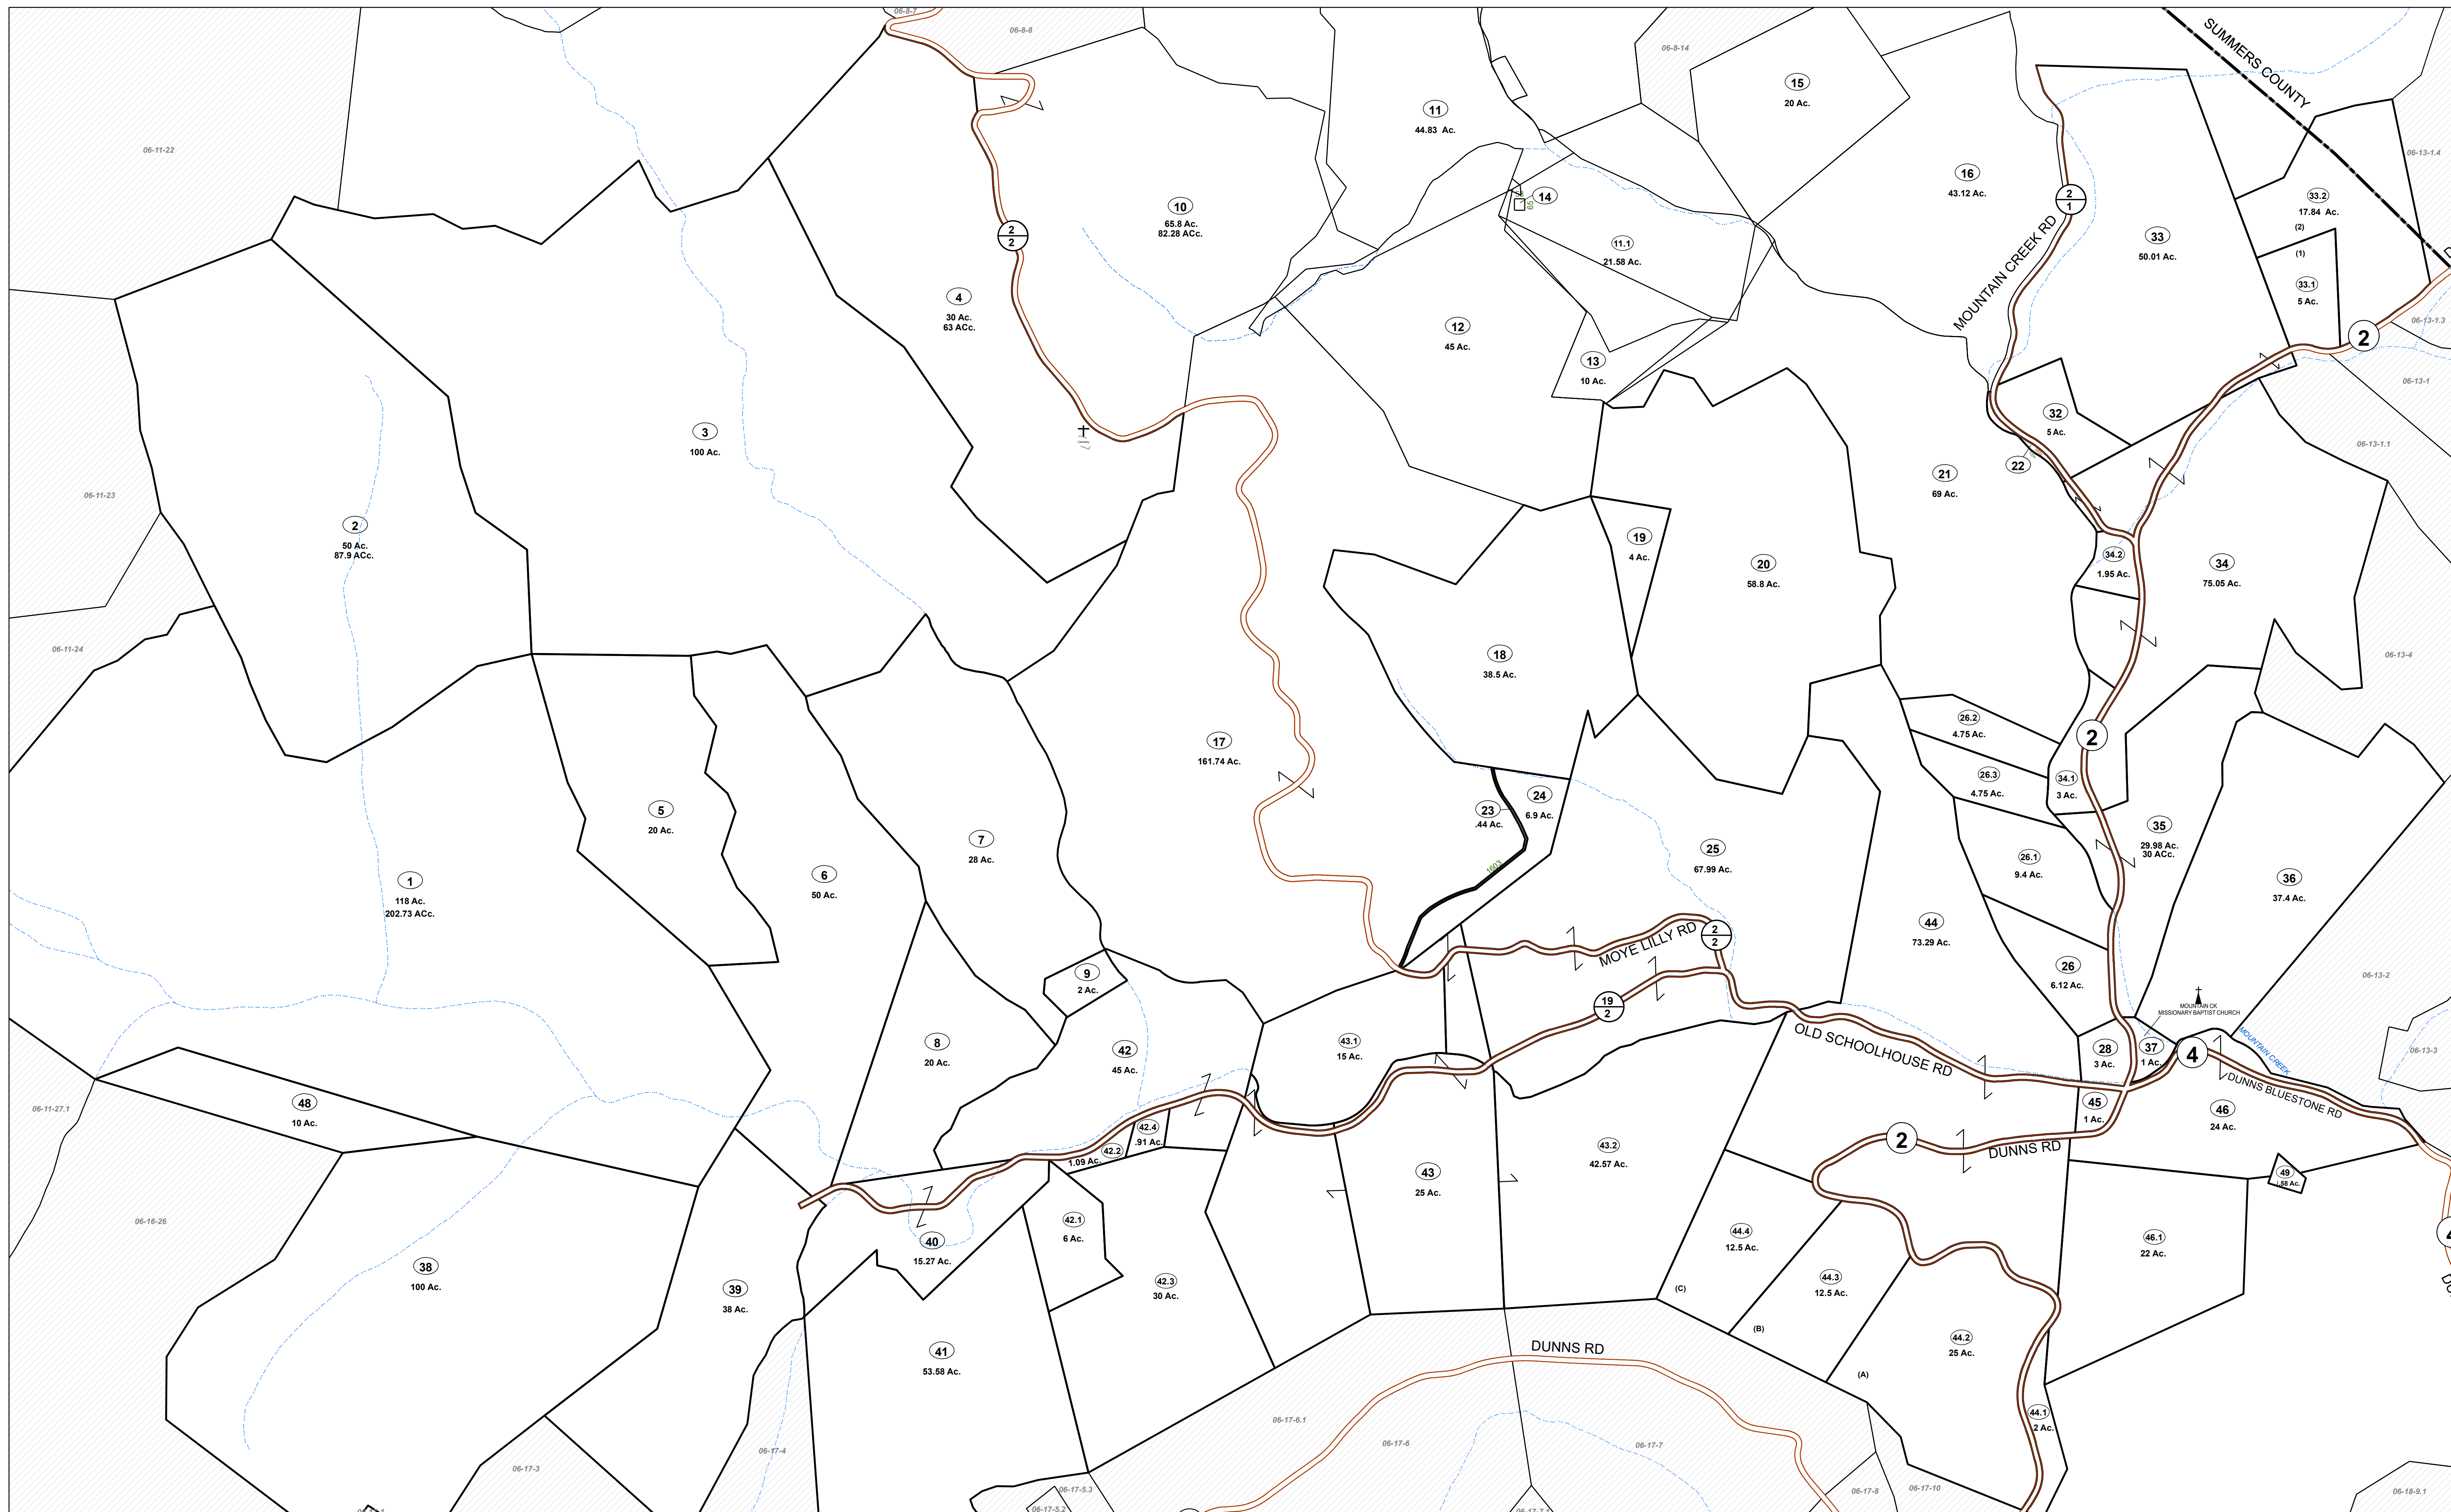 06-8-7
06-8-8
06-8-14
SUMMERS COUNTY
06-11-22
11
44.83 Ac.
15
20 Ac.
06-13-1.4
16
43.12 Ac.
14
65
10
65.8 Ac.
82.28 ACc.
2
1
33.2
17.84 Ac.
(2)
(1)
2
2
11.1
21.58 Ac.
MOUNTAIN CREEK RD
33
50.01 Ac.
33.1
5 Ac.
4
30 Ac.
63 ACc.
12
45 Ac.
06-13-1.3
2
13
10 Ac.
06-13-1
32
5 Ac.
3
100 Ac.
06-13-1.1
22
21
69 Ac.
06-11-23
2
50 Ac.
87.9 ACc.
19
4 Ac.
20
58.8 Ac.
34.2
1.95 Ac.
34
75.05 Ac.
06-11-24
18
38.5 Ac.
06-13-4
26.2
4.75 Ac.
2
17
161.74 Ac.
26.3
4.75 Ac.
34.1
3 Ac.
5
20 Ac.
23
.44 Ac.
24
6.9 Ac.
7
28 Ac.
35
29.98 Ac.
30 ACc.
25
67.99 Ac.
1603
26.1
9.4 Ac.
6
50 Ac.
1
118 Ac.
202.73 ACc.
36
37.4 Ac.
44
73.29 Ac.
MOYE LILLY RD
2
2
9
2 Ac.
26
6.12 Ac.
06-13-2
19
2
MOUNTAIN CK
MISSIONARY BAPTIST CHURCH
OLD SCHOOLHOUSE RD
43.1
15 Ac.
8
20 Ac.
42
45 Ac.
28
3 Ac.
37
1 Ac.
4
MOUNTAIN CREEK
DUNNS BLUESTONE RD
06-13-3
06-11-27.1
48
10 Ac.
45
1 Ac.
46
24 Ac.
42.4
.91 Ac.
42.2
1.09 Ac.
2
DUNNS RD
43.2
42.57 Ac.
43
25 Ac.
49
.58 Ac.
06-16-26
42.1
6 Ac.
40
15.27 Ac.
44.4
12.5 Ac.
46.1
22 Ac.
4
38
100 Ac.
42.3
30 Ac.
44.3
12.5 Ac.
39
38 Ac.
(C)
(B)
44.2
25 Ac.
DUNNS RD
41
53.58 Ac.
(A)
44.1
2 Ac.
06-17-6.1
06-17-6
06-17-7
06-17-4
06-17-3
06-17-5.3
06-17-8
06-17-10
06-18-9.1
06-17-5.2